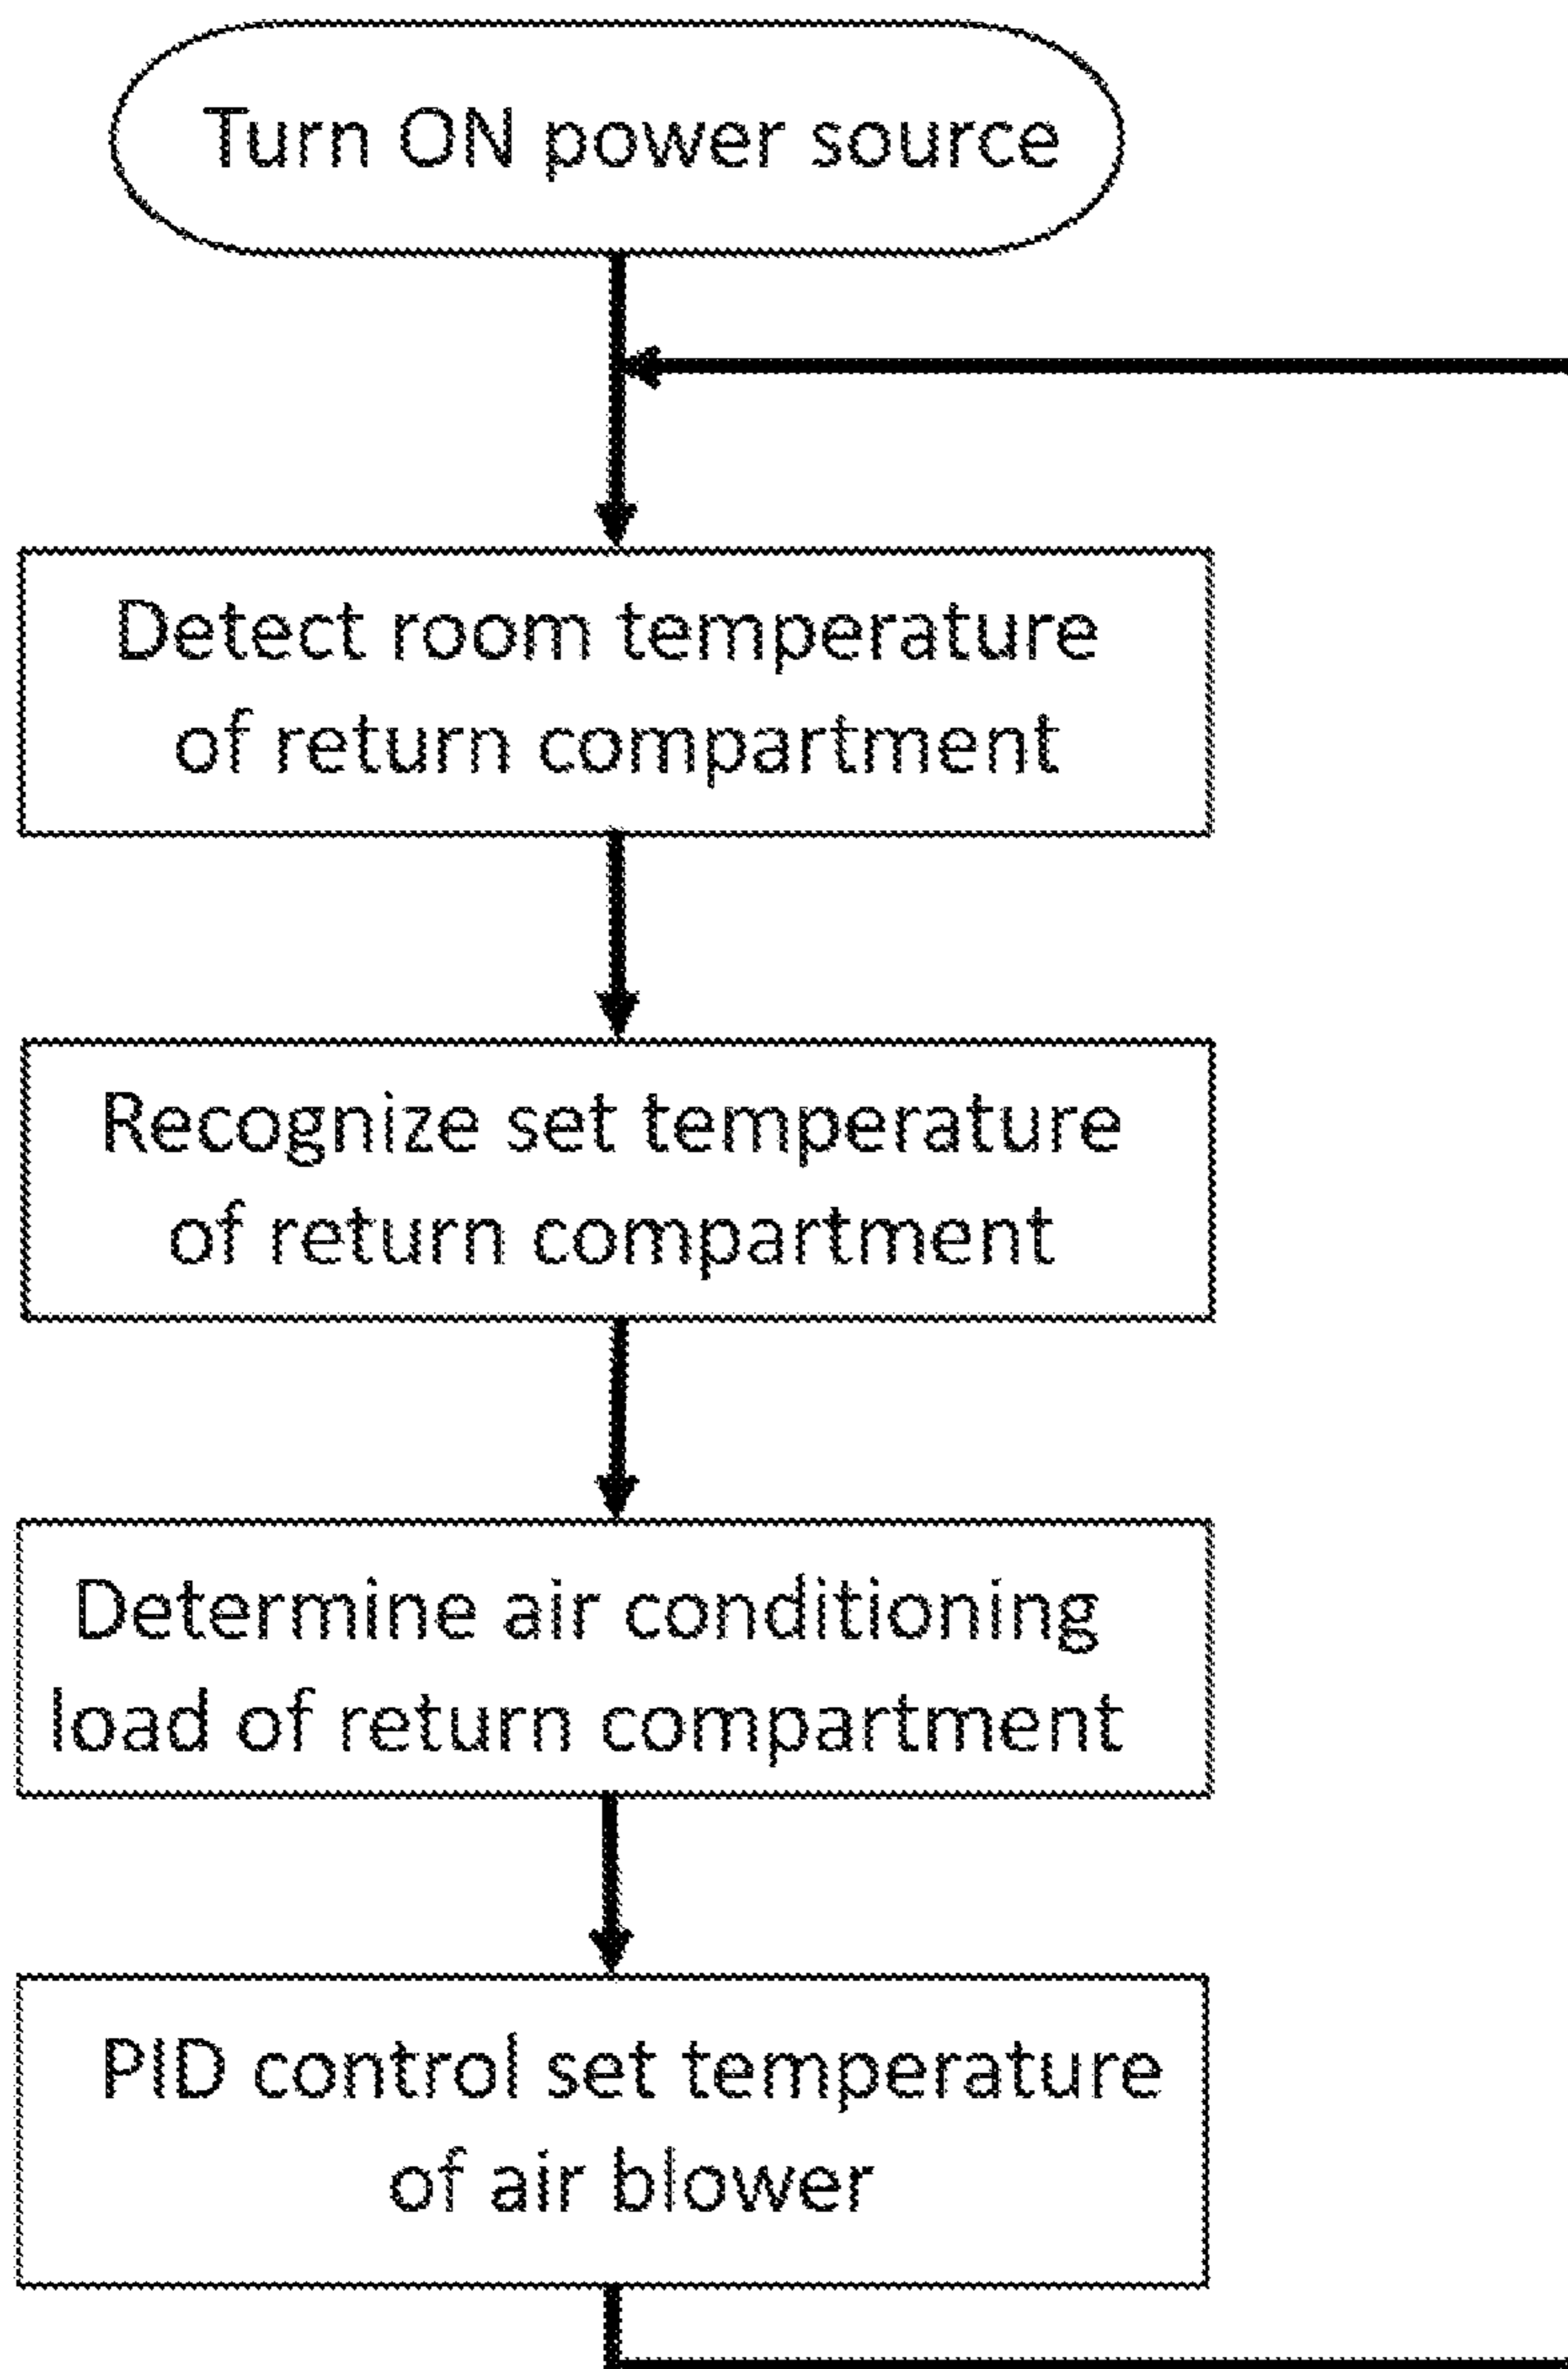 Turn ON power source
Detect room temperature
of return compartment
Recognize set temperature
of return compartment
Determine air conditioning
load of return compartment
PID control set temperature
of air blower